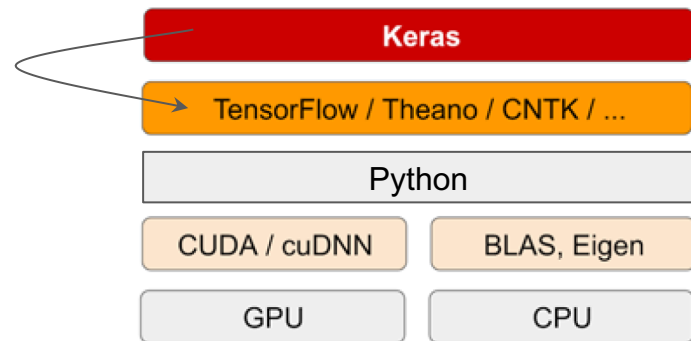 Keras
TensorFlow / Theano / CNTK / ...
Python
CUDA / cuDNN
BLAS, Eigen
GPU
CPU